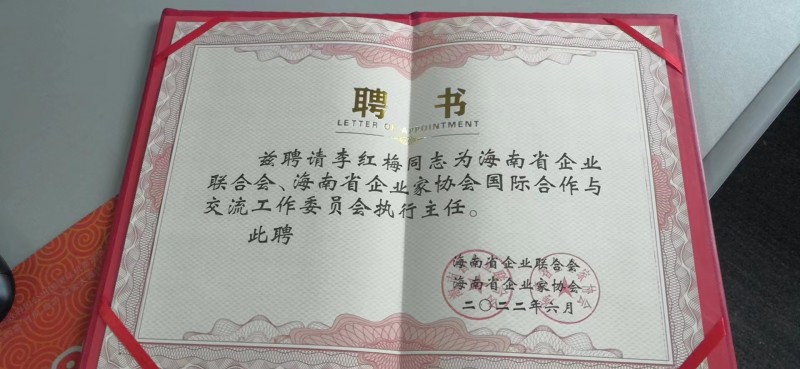 聘书
LETTER OF APPOINTMENT
兹聘请李红梅同志为海南省企业
联合会、海南省企业家协会国际合作与
交流工作委员会执行主任。
此聘
海南省企业联合会
海南省企业家协会
二〇二二年六月